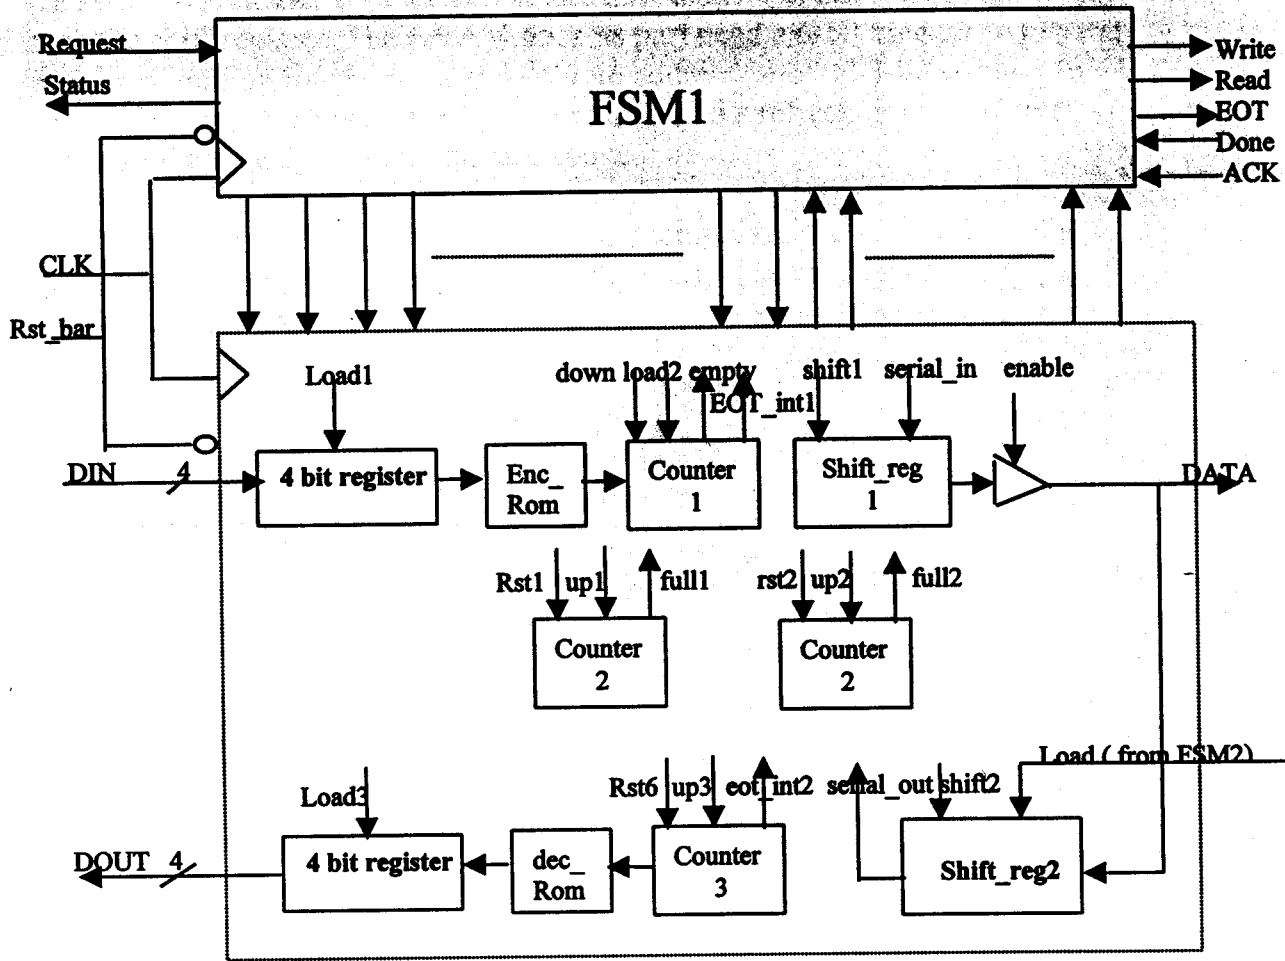 Request
Status
FSM1
Write
Read
EOT
Done
ACK
CLK
Rst_bar
Load1
down load2 empty
EOT_int1
shift1
serial_in
enable
DIN
4
4 bit register
Enc_
Rom
Counter
1
Shift_reg
1
DATA
Rst1
up1
full1
rst2
up2
full2
Counter
2
Counter
2
Load ( from FSM2)
Load3
Rst6
up3
eot_int2
serial_out
shift2
DOUT
4
4 bit register
dec_
Rom
Counter
3
Shift_reg2